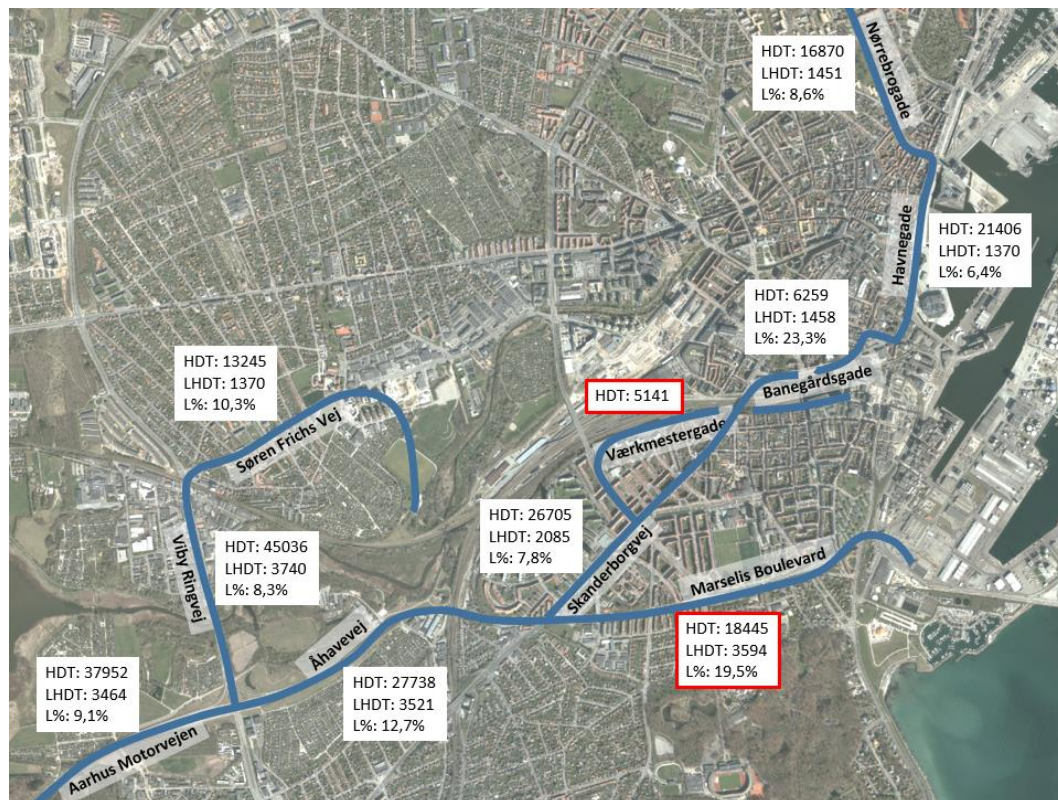 HDT: 16870
LHDT: 1451
L%: 8,6%
Nørrebrogade
HDT: 21406
LHDT: 1370
L%: 6,4%
Havnegade
HDT: 6259
LHDT: 1458
L%: 23,3%
Banegårdsgade
HDT: 13245
LHDT: 1370
L%: 10,3%
Søren Frichs Vej
HDT: 5141
Værkmestergade
HDT: 26705
LHDT: 2085
L%: 7,8%
Skanderborgvej
HDT: 45036
LHDT: 3740
L%: 8,3%
Viby Ringvej
Marselis Boulevard
HDT: 18445
LHDT: 3594
L%: 19,5%
Åhavevej
HDT: 37952
LHDT: 3464
L%: 9,1%
HDT: 27738
LHDT: 3521
L%: 12,7%
Aarhus Motorvejen